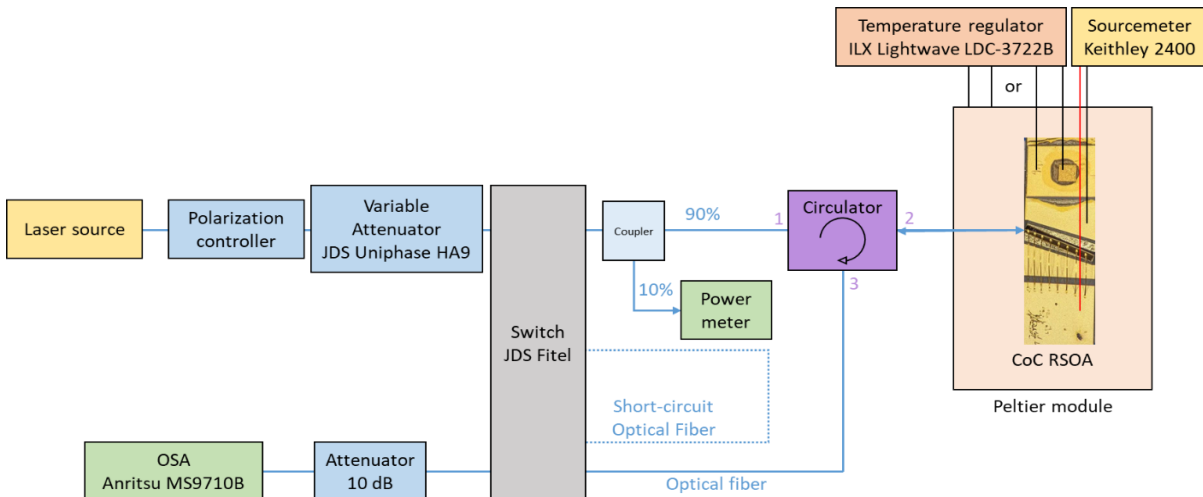 Temperature regulator
ILX Lightwave LDC-3722B
Sourcemeter
Keithley 2400
or
Laser source
Polarization
controller
Variable
Attenuator
JDS Uniphase HA9
Switch
JDS Fitel
Coupler
90%
10%
Power
meter
1
Circulator
2
3
CoC RSOA
Peltier module
Short-circuit
Optical Fiber
OSA
Anritsu MS9710B
Attenuator
10 dB
Optical fiber